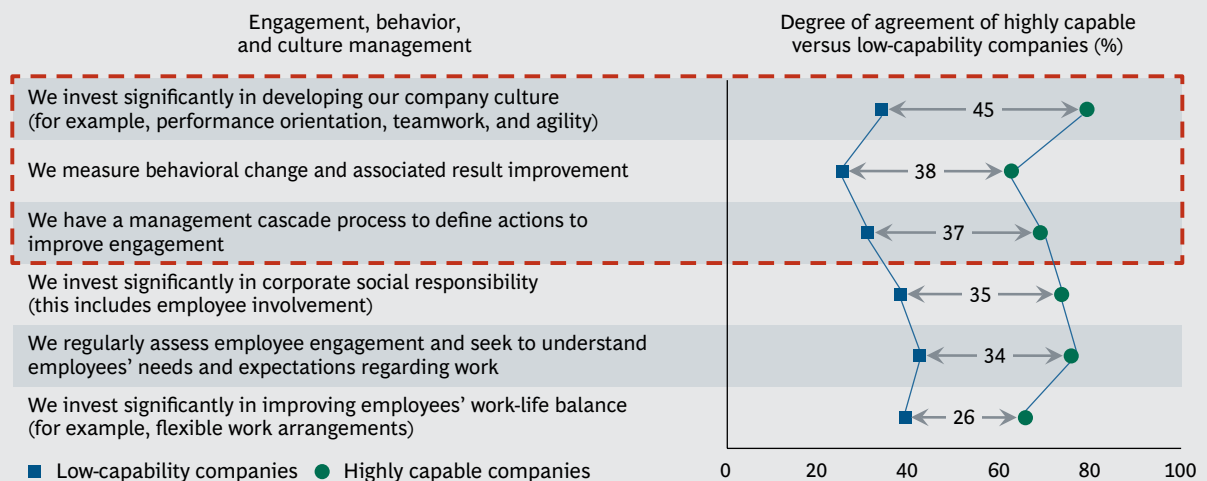 Engagement, behavior,
and culture management
Degree of agreement of highly capable
versus low-capability companies (%)
We invest significantly in developing our company culture
(for example, performance orientation, teamwork, and agility)
45
We measure behavioral change and associated result improvement
38
We have a management cascade process to define actions to
improve engagement
37
We invest significantly in corporate social responsibility
(this includes employee involvement)
35
We regularly assess employee engagement and seek to understand
employees’ needs and expectations regarding work
34
We invest significantly in improving employees’ work-life balance
(for example, flexible work arrangements)
26
Low-capability companies Highly capable companies
0 20 40 60 80 100